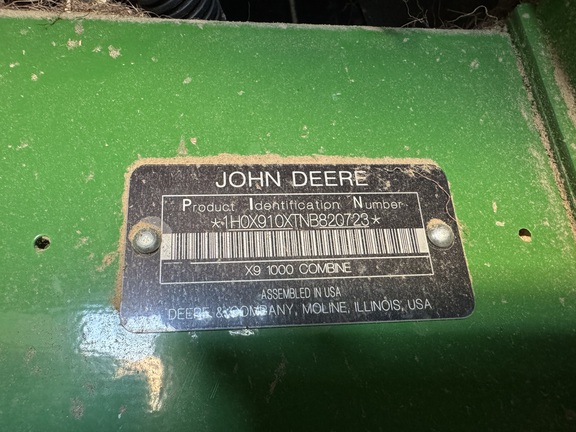 JOHN DEERE
Product Identification Number
*1H0X910XTNB820723*
X9 1000 COMBINE
ASSEMBLED IN USA
DEERE & COMPANY, MOLINE, ILLINOIS, USA